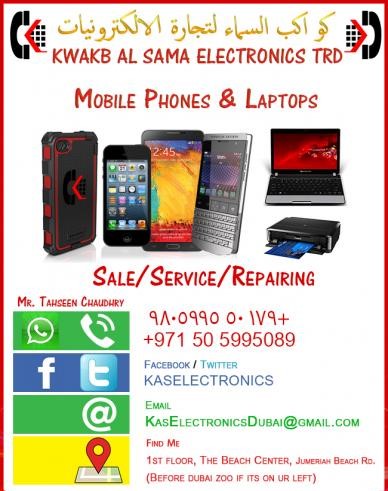 كواكب السماء لتجارة الالكترونيات
KWAKB AL SAMA ELECTRONICS TRD
MOBILE PHONES & LAPTOPS
12:45
SALE/SERVICE/REPAIRING
MR. TAHSEEN CHAUDHRY
٩٨٠٥٩٩٥ ٥٠ ١٧٩+
+971 50 5995089
FACEBOOK / TWITTER
KASELECTRONICS
EMAIL
KASELECTRONICSDUBAI@GMAIL.COM
FIND ME
1ST FLOOR, THE BEACH CENTER, JUMERIAH BEACH RD.
(BEFORE DUBAI ZOO IF ITS ON UR LEFT)